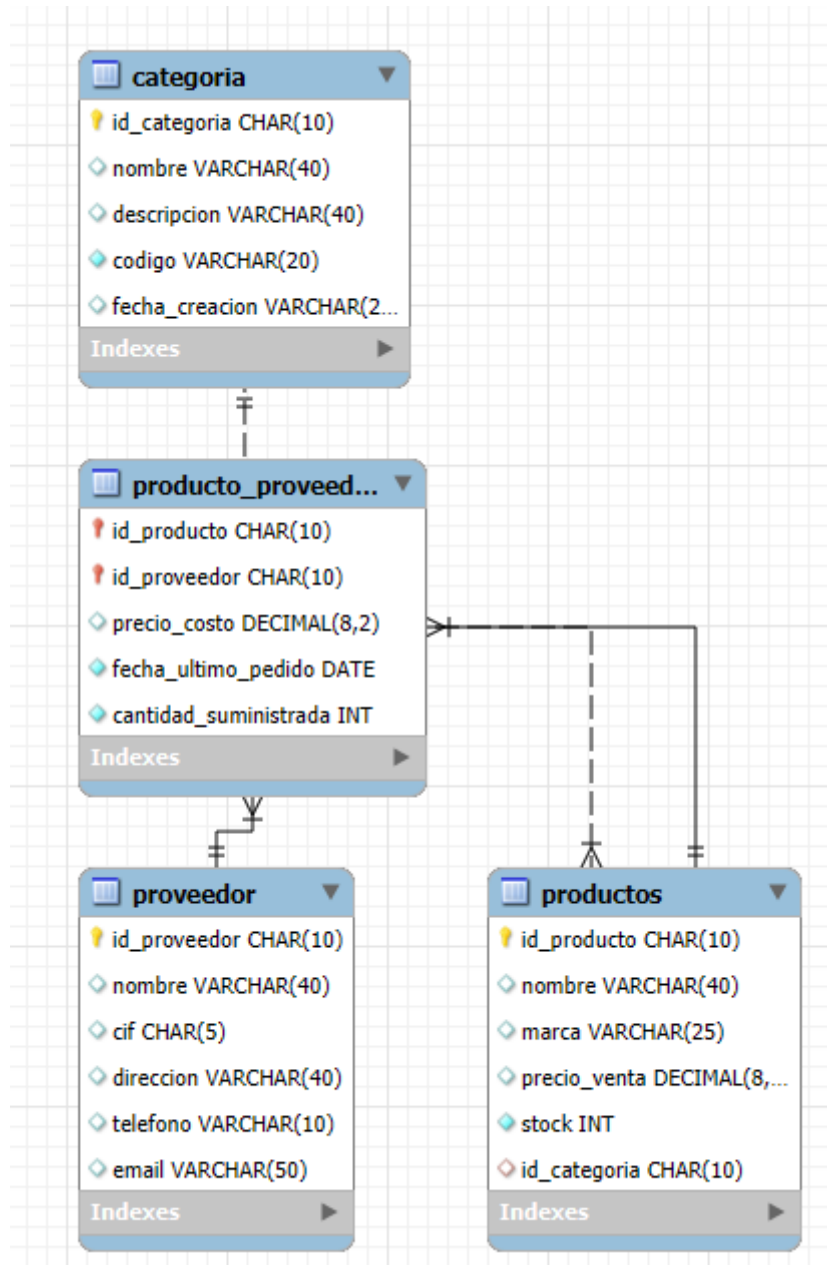 categoria
id_categoria CHAR(10)
nombre VARCHAR(40)
descripcion VARCHAR(40)
codigo VARCHAR(20)
fecha_creacion VARCHAR(2...
Indexes
producto_proveed...
id_producto CHAR(10)
id_proveedor CHAR(10)
precio_costo DECIMAL(8,2)
fecha_ultimo_pedido DATE
cantidad_suministrada INT
Indexes
proveedor
id_proveedor CHAR(10)
nombre VARCHAR(40)
cif CHAR(5)
direccion VARCHAR(40)
telefono VARCHAR(10)
email VARCHAR(50)
Indexes
productos
id_producto CHAR(10)
nombre VARCHAR(40)
marca VARCHAR(25)
precio_venta DECIMAL(8,...
stock INT
id_categoria CHAR(10)
Indexes